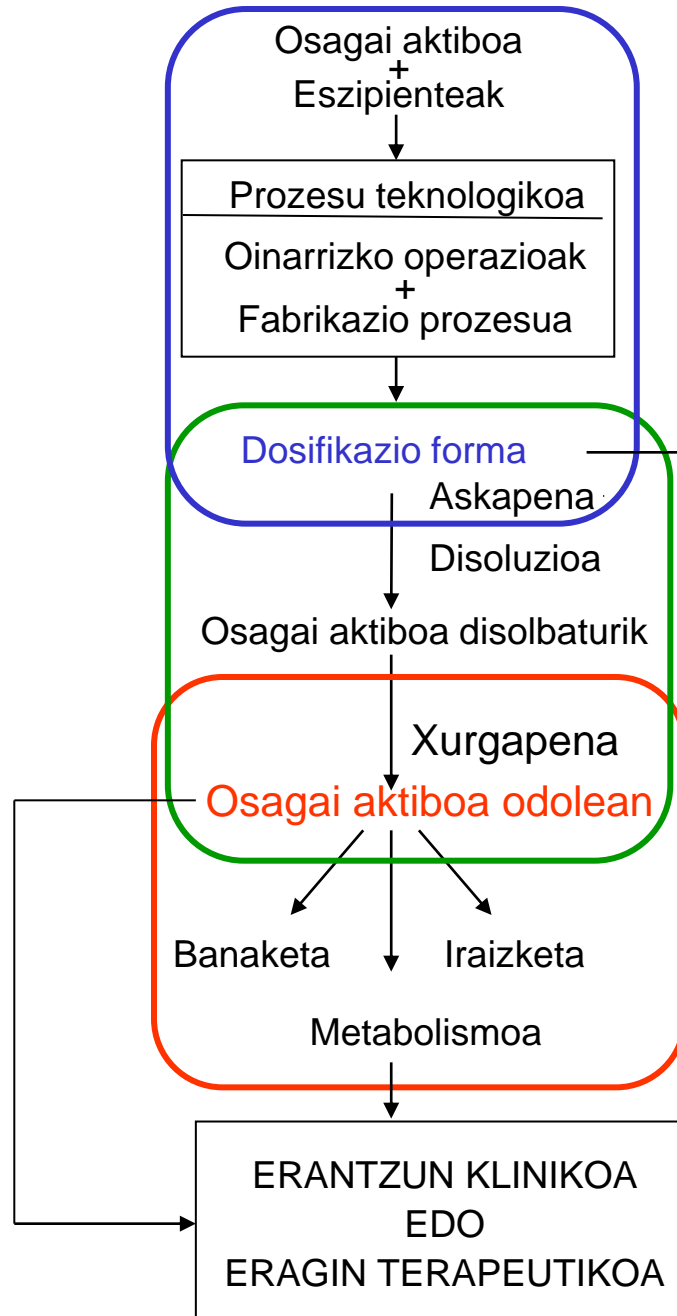 Osagai aktiboa
+
Eszipienteak
Prozesu teknologikoa
Oinarrizko operazioak
+
Fabrikazio prozesua
Dosifikazio forma
Askapena
Disoluzioa
Osagai aktiboa disolbaturik
Xurgapena
Osagai aktiboa odolean
Banaketa
Iraizketa
Metabolismoa
ERANTZUN KLINIKOA
EDO
ERAGIN TERAPEUTIKOA